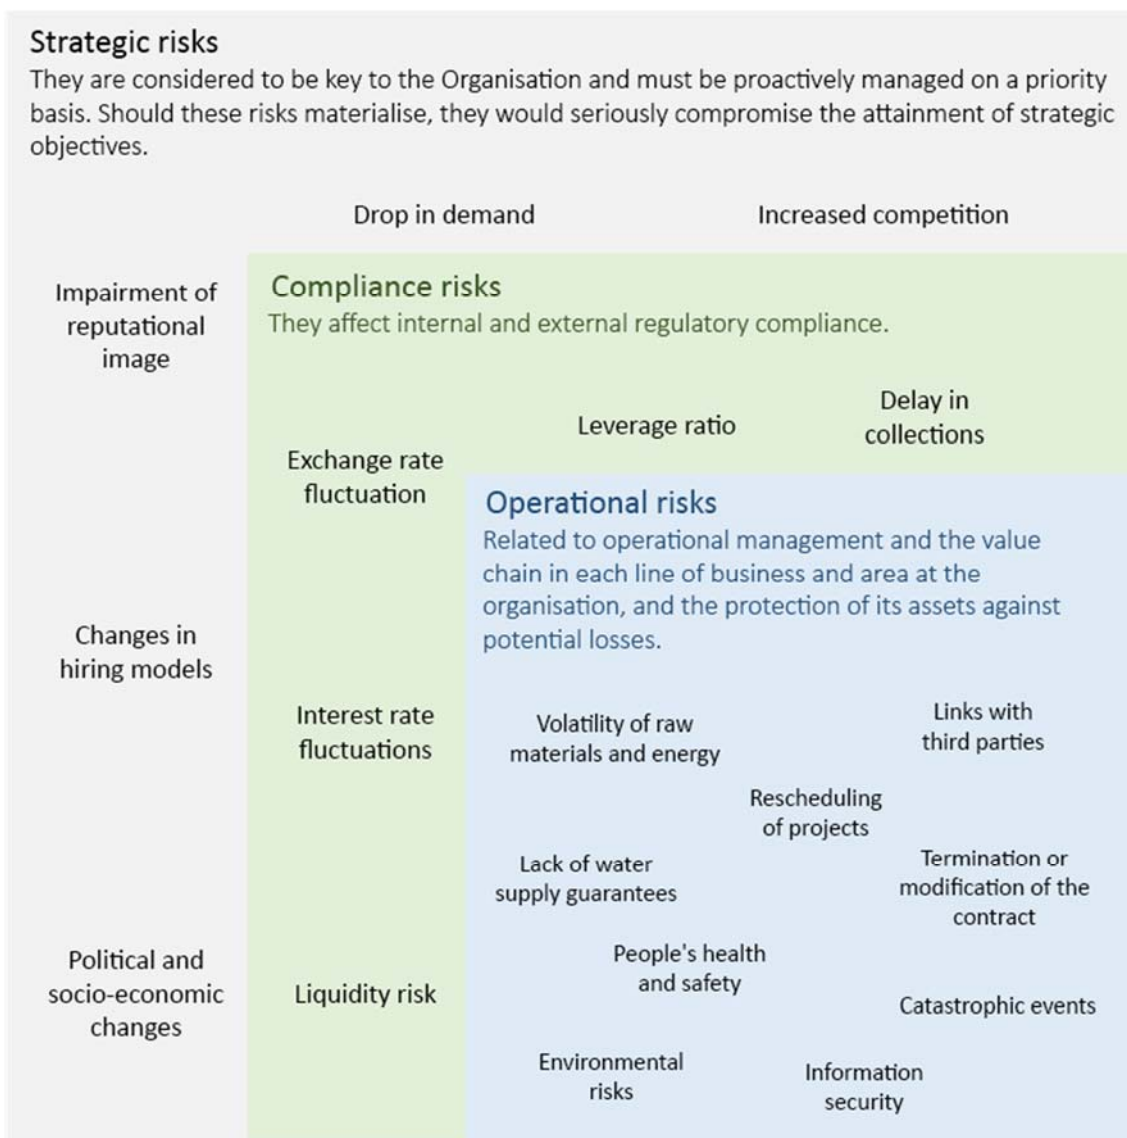 Strategic risks
They are considered to be key to the Organisation and must be proactively managed on a priority
basis. Should these risks materialise, they would seriously compromise the attainment of strategic
objectives.
Drop in demand
Increased competition
Impairment of
reputational
image
Changes in
hiring models
Political and
socio-economic
changes
Compliance risks
They affect internal and external regulatory compliance.
Leverage ratio
Delay in
collections
Exchange rate
fluctuation
Interest rate
fluctuations
Liquidity risk
Operational risks
Related to operational management and the value
chain in each line of business and area at the
organisation, and the protection of its assets against
potential losses.
Volatility of raw
materials and energy
Links with
third parties
Rescheduling
of projects
Lack of water
supply guarantees
Termination or
modification of the
contract
People's health
and safety
Catastrophic events
Environmental
risks
Information
security